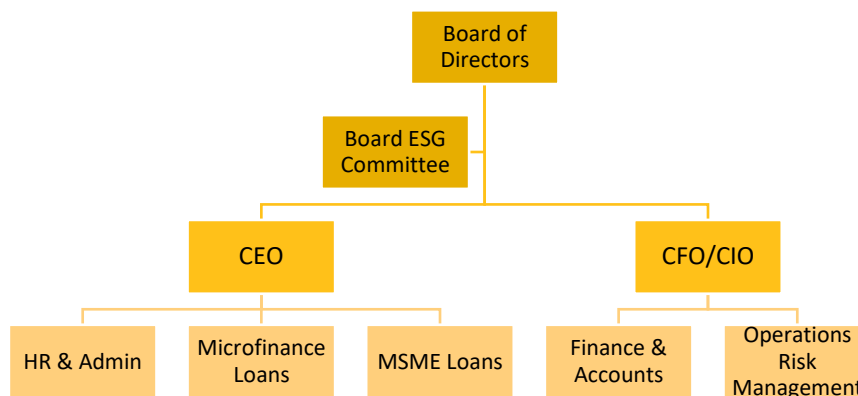 Board of
Directors
Board ESG
Committee
CEO
CFO/CIO
HR & Admin
Microfinance
Loans
MSME Loans
Finance &
Accounts
Operations
Risk
Management